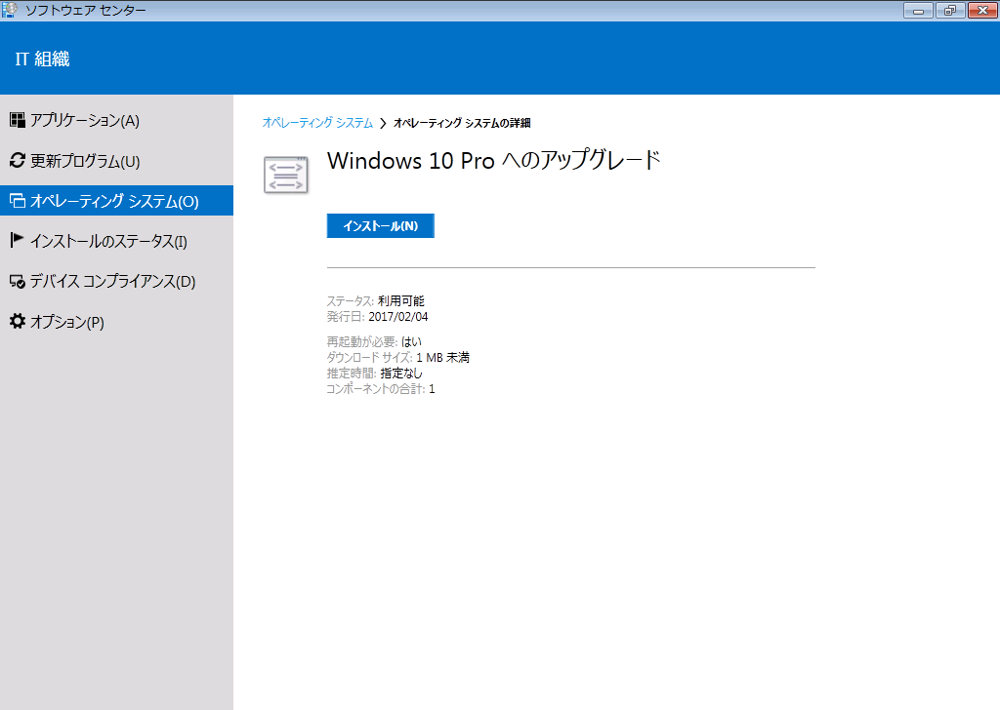 ソフトウェア センター
IT 組織
アプリケーション(A)
更新プログラム(U)
オペレーティング システム(O)
インストールのステータス(I)
デバイス コンプライアンス(D)
オプション(P)
オペレーティング システム > オペレーティング システムの詳細
Windows 10 Pro へのアップグレード
インストール(N)
ステータス: 利用可能
発行日: 2017/02/04
再起動が必要: はい
ダウンロード サイズ: 1 MB 未満
推定時間: 指定なし
コンポーネントの合計: 1